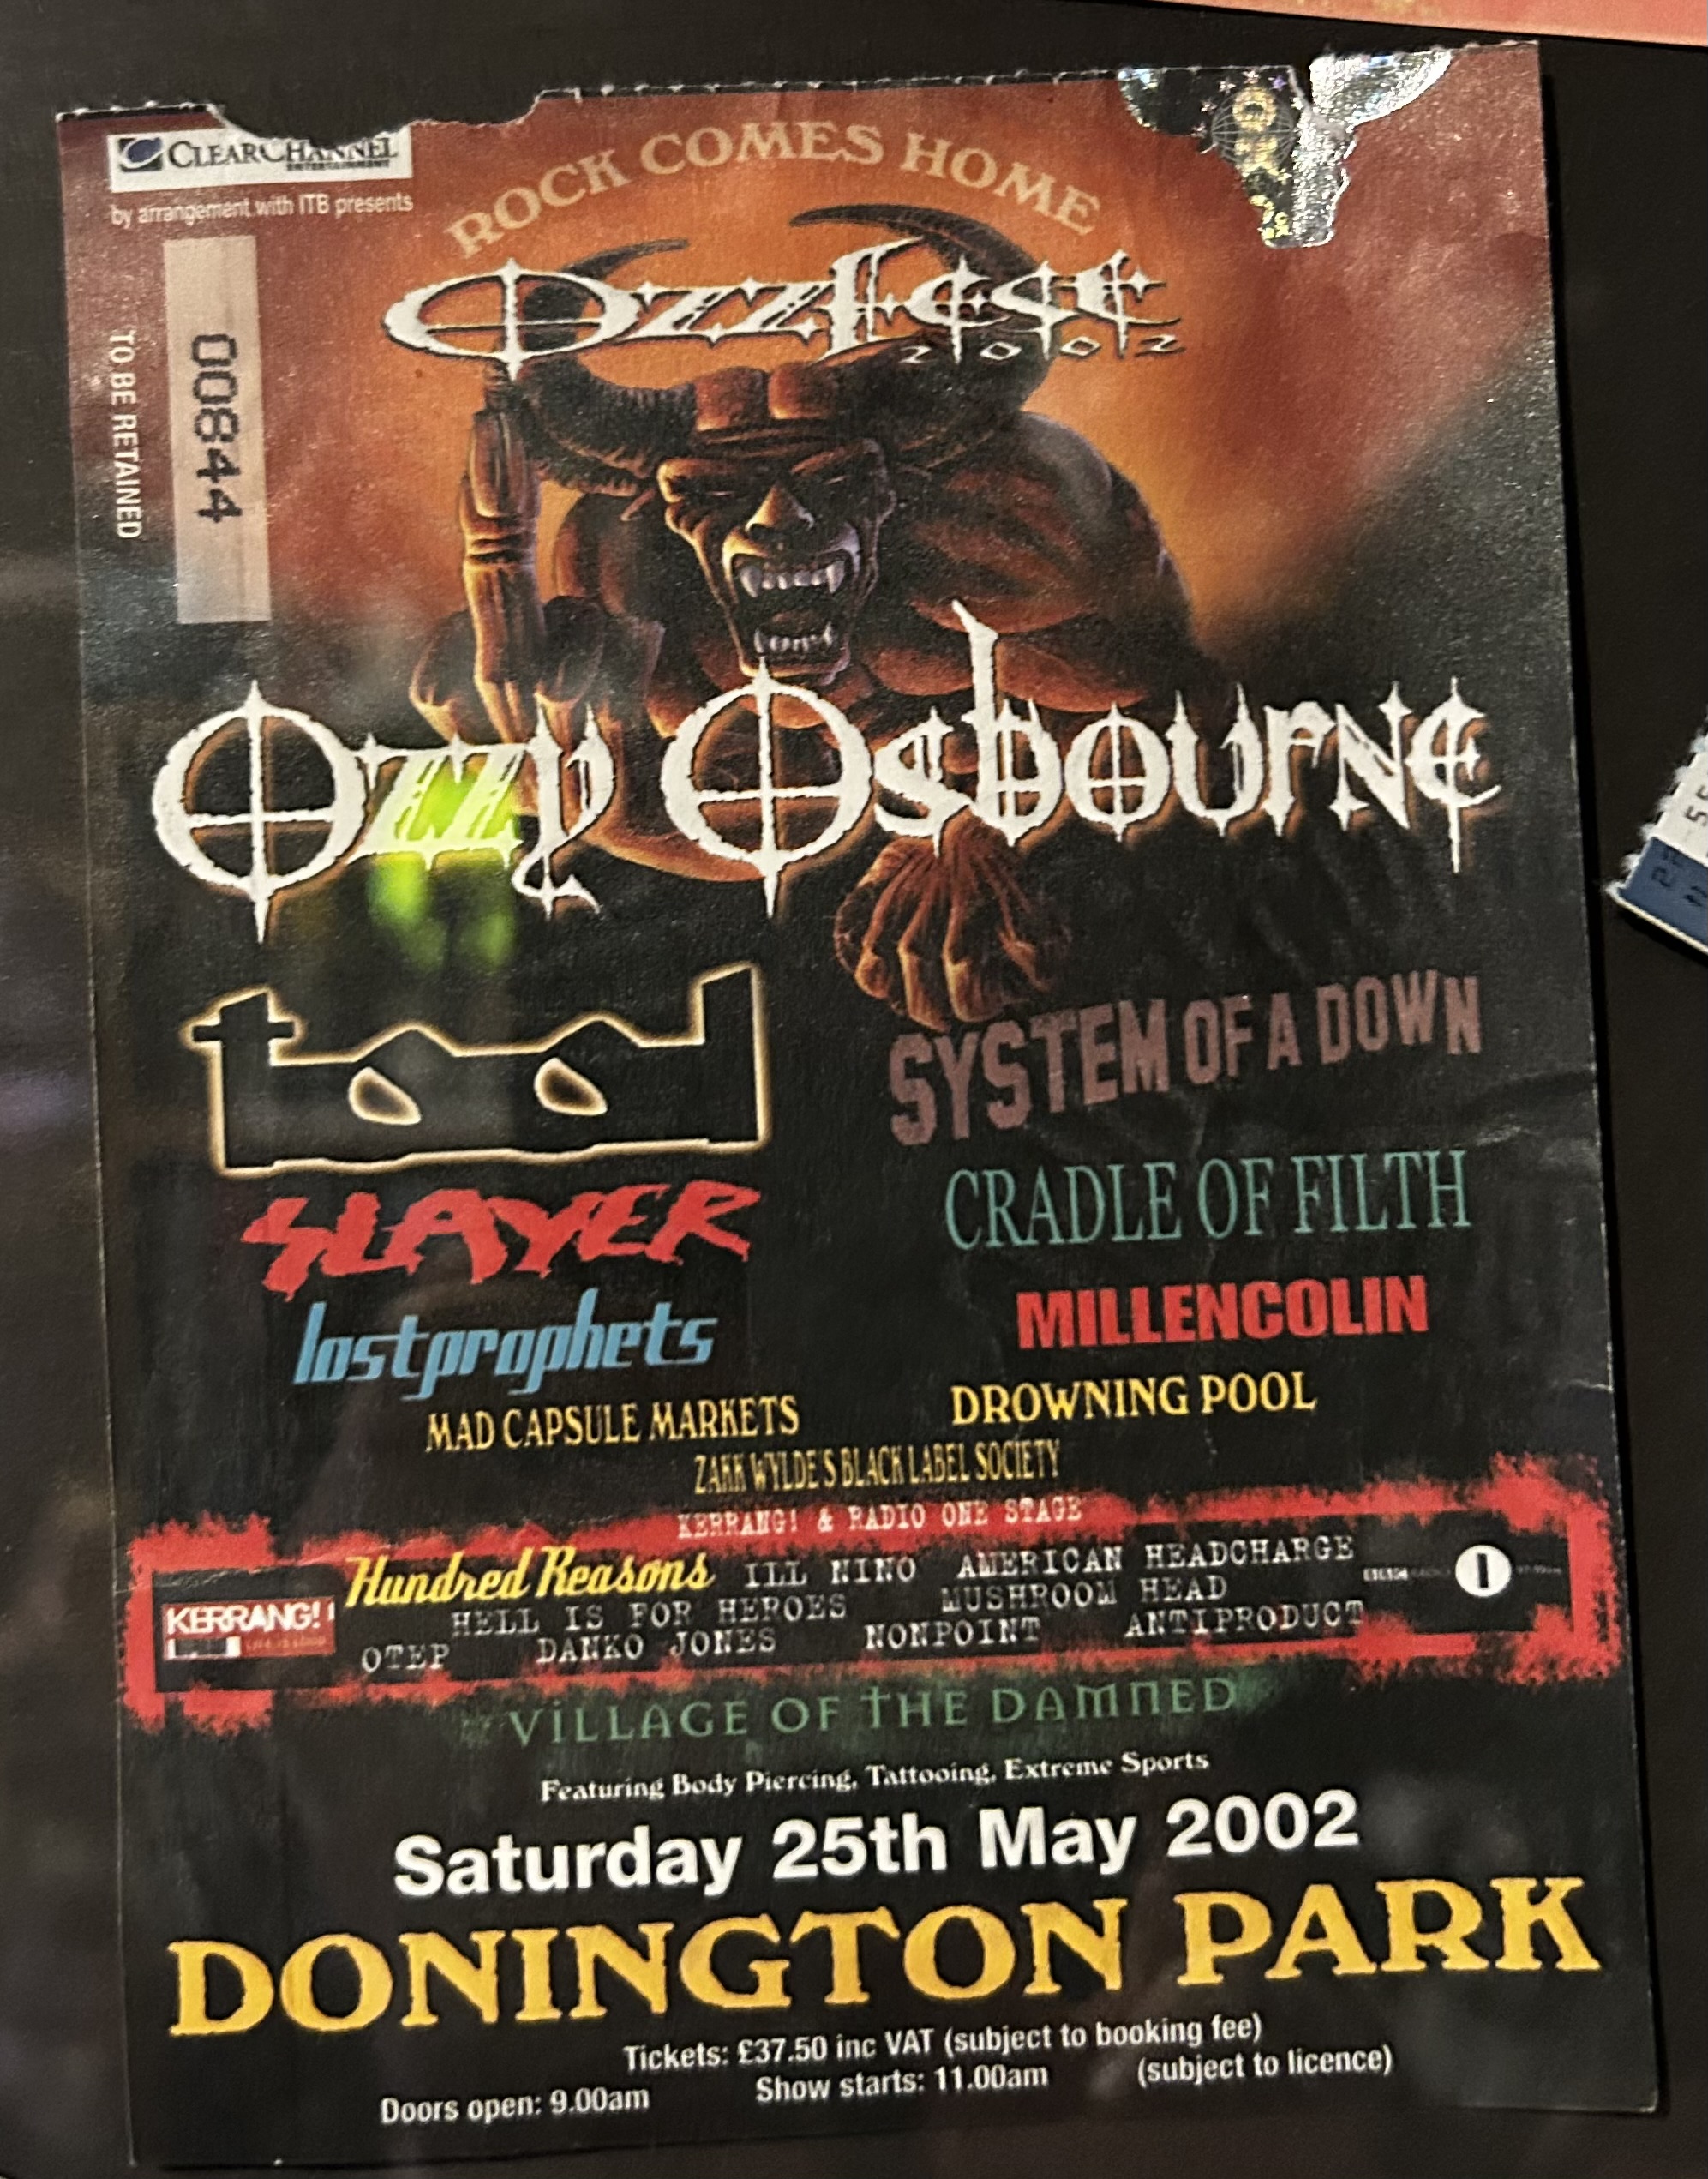 CLEARCHANNEL
ENTERTAINMENT
by arrangement with ITB presents
ROCK COMES HOME
Ozzfest
2002
TO BE RETAINED
00844
Ozzy Osbourne
tool
SYSTEM OF A DOWN
SLAYER
CRADLE OF FILTH
lostprophets
MILLENCOLIN
MAD CAPSULE MARKETS
DROWNING POOL
ZAKK WYLDE'S BLACK LABEL SOCIETY
KERRANG! & RADIO ONE STAGE
Hundred Reasons ILL NINO AMERICAN HEADCHARGE
HELL IS FOR HEROES MUSHROOM HEAD
OTEP DANKO JONES NONPOINT ANTIPRODUCT
KERRANG!
LIFE IS LOUD
1
VILLAGE OF THE DAMNED
Featuring Body Piercing, Tattooing, Extreme Sports
Saturday 25th May 2002
DONINGTON PARK
Tickets: £37.50 inc VAT (subject to booking fee)
Doors open: 9.00am Show starts: 11.00am (subject to licence)